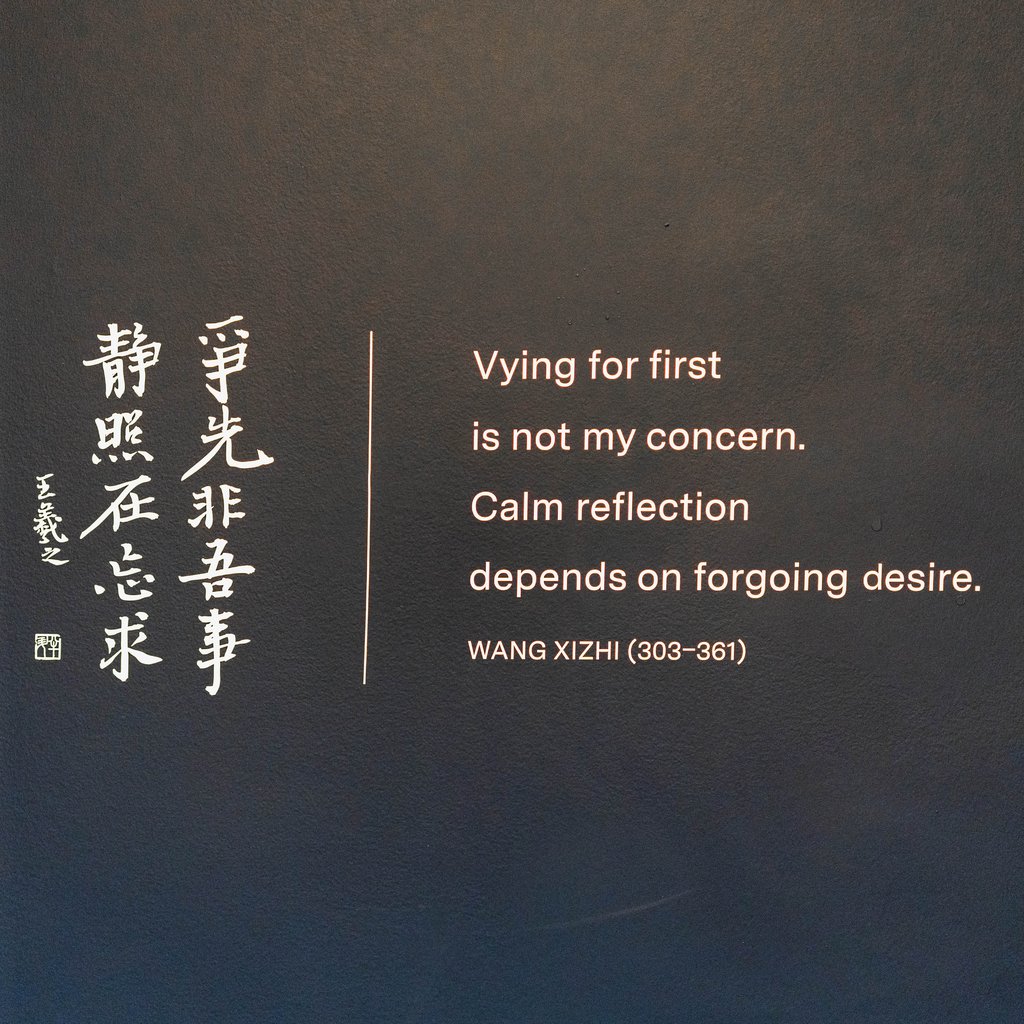 爭先非吾事
静照在忘求
王羲之
Vying for first
is not my concern.
Calm reflection
depends on forgoing desire.
WANG XIZHI (303–361)